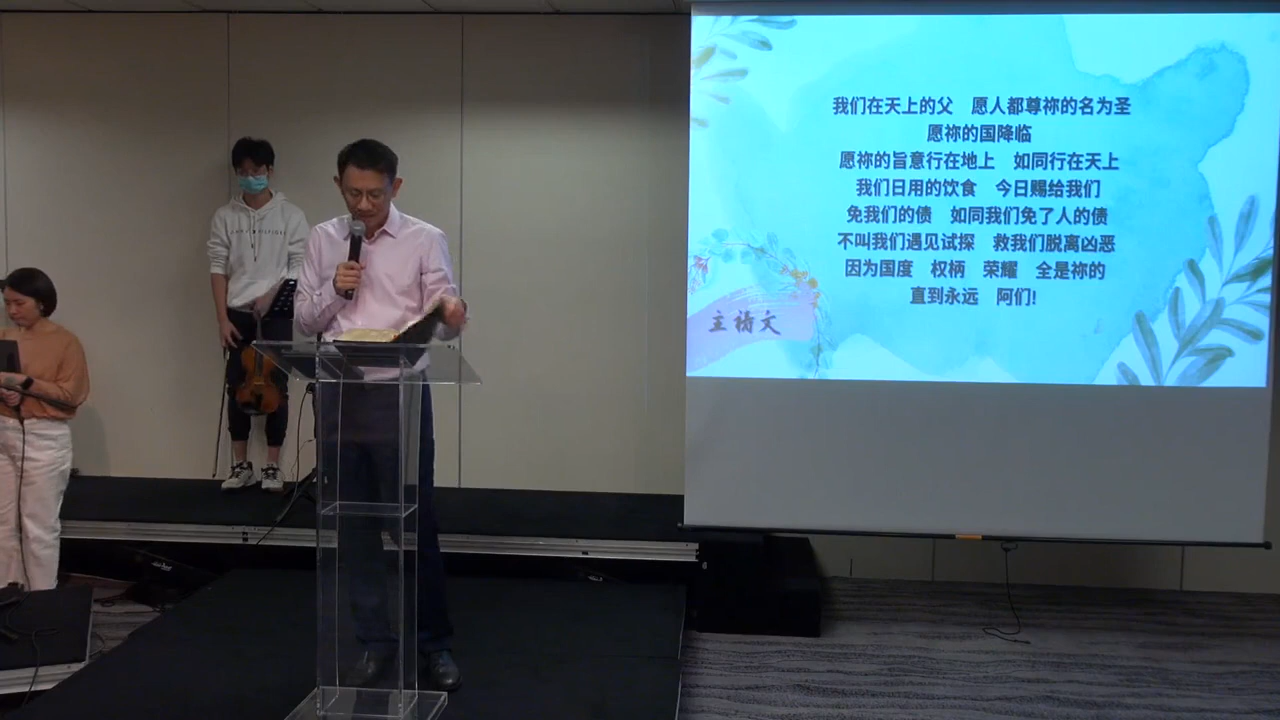 我们在天上的父　愿人都尊祢的名为圣
愿祢的国降临
愿祢的旨意行在地上　如同行在天上
我们日用的饮食　今日赐给我们
免我们的债　如同我们免了人的债
不叫我们遇见试探　救我们脱离凶恶
因为国度　权柄　荣耀　全是祢的
直到永远　阿们!
主祷文